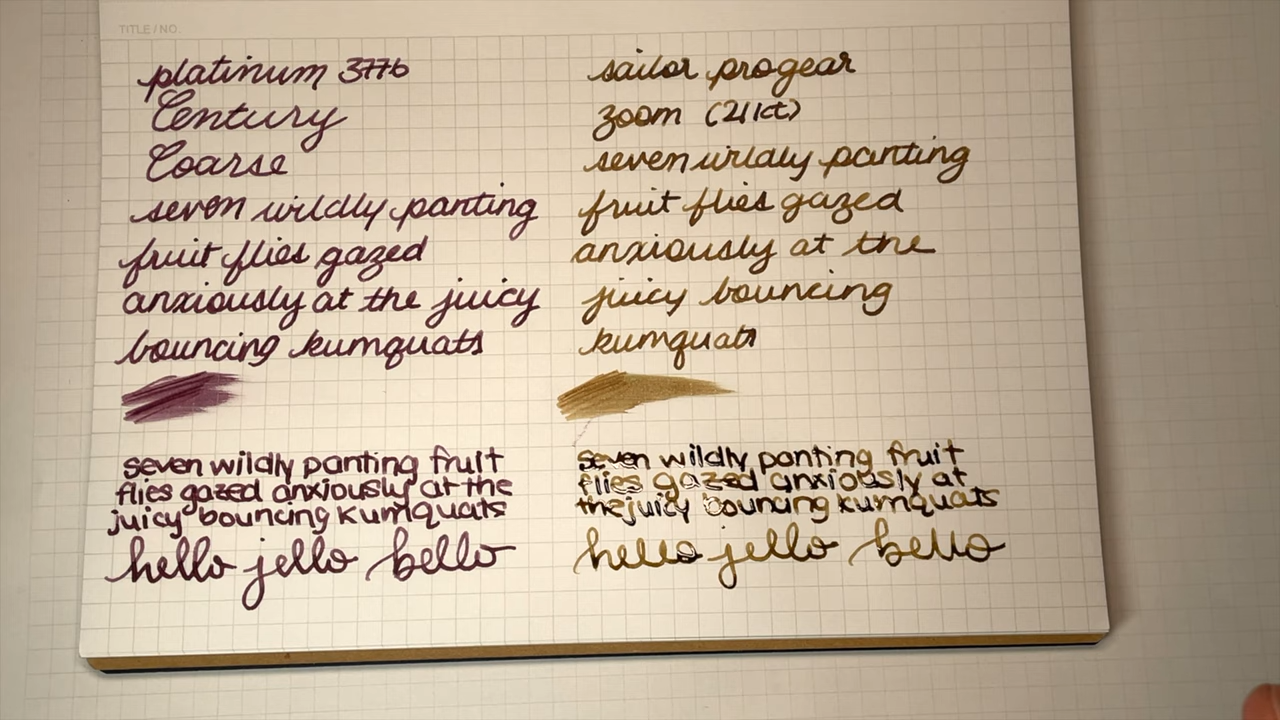 TITLE / NO.
platinum 3776
Century
Coarse
seven wildly panting
fruit flies gazed
anxiously at the juicy
bouncing kumquats
seven wildly panting fruit
flies gazed anxiously at the
juicy bouncing kumquats
hello jello bello
sailor progear
zoom (21ct)
seven wildly panting
fruit flies gazed
anxiously at the
juicy bouncing
kumquats
seven wildly panting fruit
flies gazed anxiously at
the juicy bouncing kumquats
hello jello bello